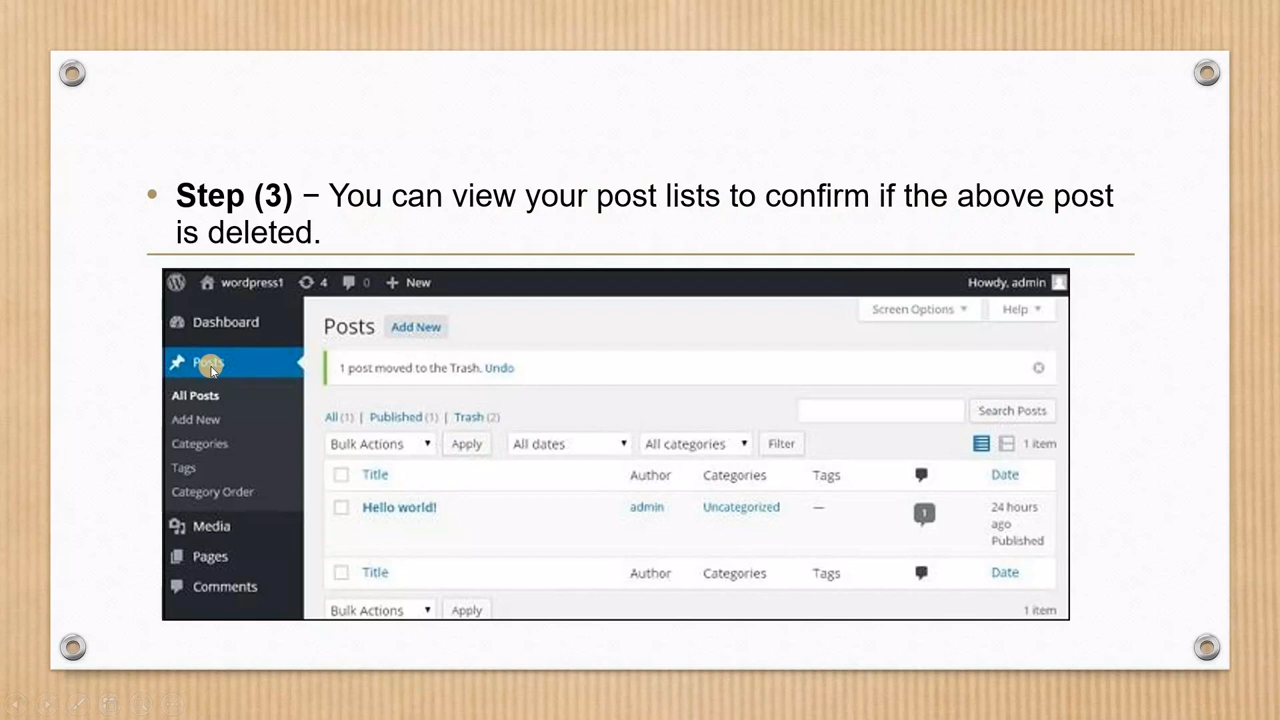 • Step (3) − You can view your post lists to confirm if the above post
is deleted.
wordpress1 4 0 + New Howdy, admin
Dashboard
Screen Options ▼ Help ▼
Posts Add New
Posts
1 post moved to the Trash. Undo
All Posts
Add New
Categories
Tags
Category Order
Media
Pages
Comments
All (1) | Published (1) | Trash (2)
Search Posts
Bulk Actions ▼ Apply All dates ▼ All categories ▼ Filter 1 item
Title Author Categories Tags Date
Hello world! admin Uncategorized — 1 24 hours
ago
Published
Title Author Categories Tags Date
Bulk Actions ▼ Apply 1 item